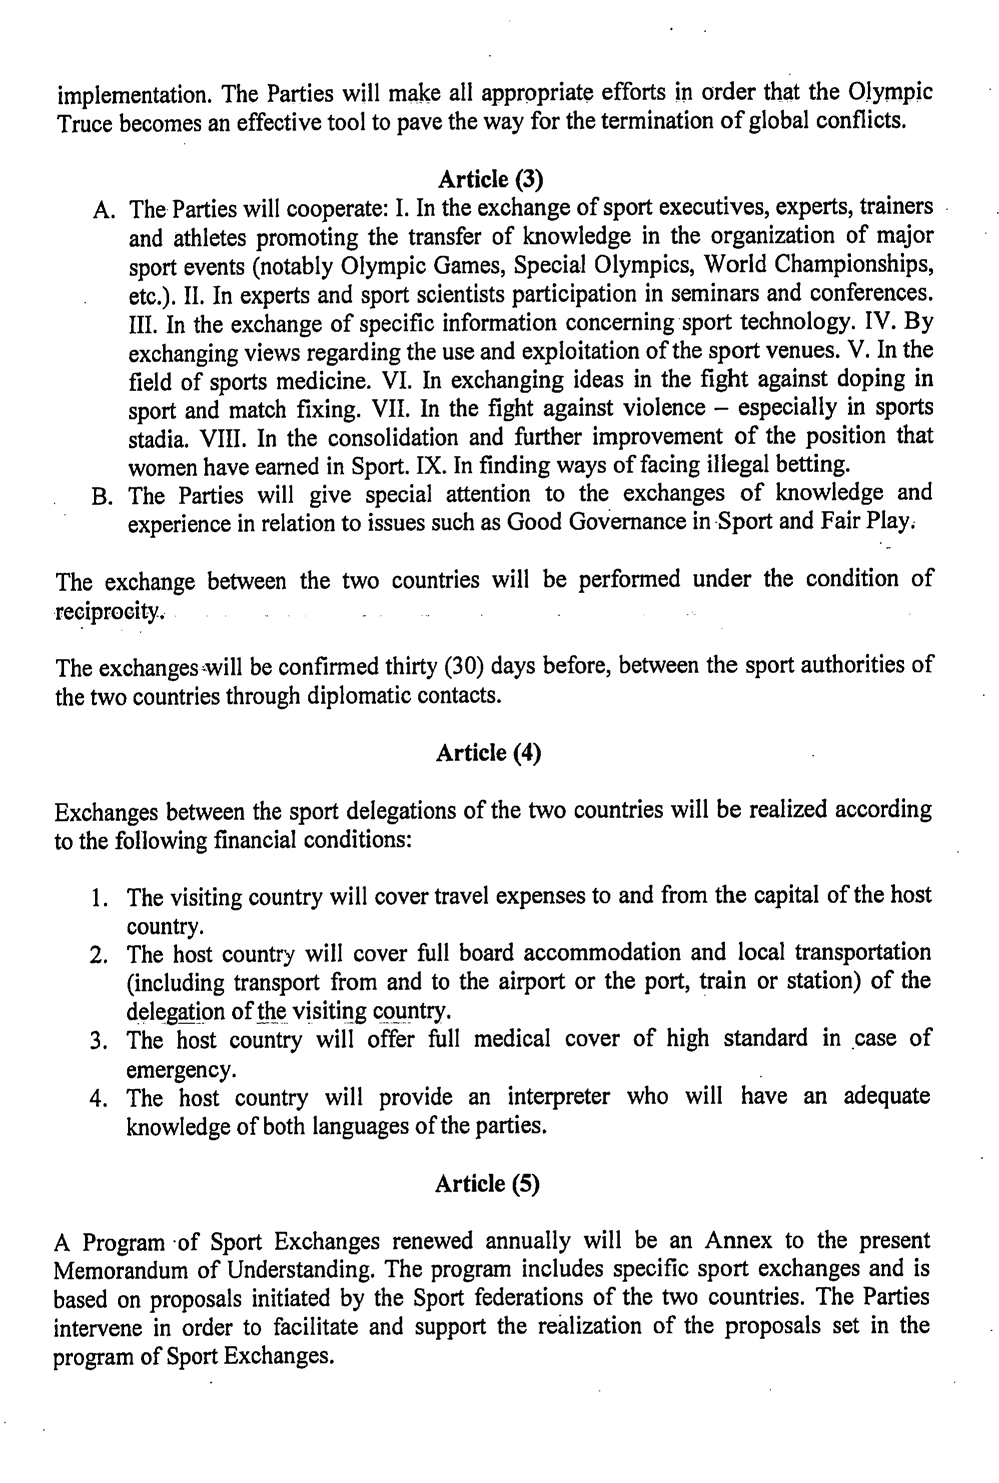 implementation. The Parties will make all appropriate efforts in order that the Olympic
Truce becomes an effective tool to pave the way for the termination of global conflicts.
Article (3)
A. The Parties will cooperate: I. In the exchange of sport executives, experts, trainers
and athletes promoting the transfer of knowledge in the organization of major
sport events (notably Olympic Games, Special Olympics, World Championships,
etc.). II. In experts and sport scientists participation in seminars and conferences.
III. In the exchange of specific information concerning sport technology. IV. By
exchanging views regarding the use and exploitation of the sport venues. V. In the
field of sports medicine. VI. In exchanging ideas in the fight against doping in
sport and match fixing. VII. In the fight against violence – especially in sports
stadia. VIII. In the consolidation and further improvement of the position that
women have earned in Sport. IX. In finding ways of facing illegal betting.
B. The Parties will give special attention to the exchanges of knowledge and
experience in relation to issues such as Good Governance in Sport and Fair Play.
The exchange between the two countries will be performed under the condition of
reciprocity.
The exchanges will be confirmed thirty (30) days before, between the sport authorities of
the two countries through diplomatic contacts.
Article (4)
Exchanges between the sport delegations of the two countries will be realized according
to the following financial conditions:
1. The visiting country will cover travel expenses to and from the capital of the host
country.
2. The host country will cover full board accommodation and local transportation
(including transport from and to the airport or the port, train or station) of the
delegation of the visiting country.
3. The host country will offer full medical cover of high standard in case of
emergency.
4. The host country will provide an interpreter who will have an adequate
knowledge of both languages of the parties.
Article (5)
A Program of Sport Exchanges renewed annually will be an Annex to the present
Memorandum of Understanding. The program includes specific sport exchanges and is
based on proposals initiated by the Sport federations of the two countries. The Parties
intervene in order to facilitate and support the realization of the proposals set in the
program of Sport Exchanges.